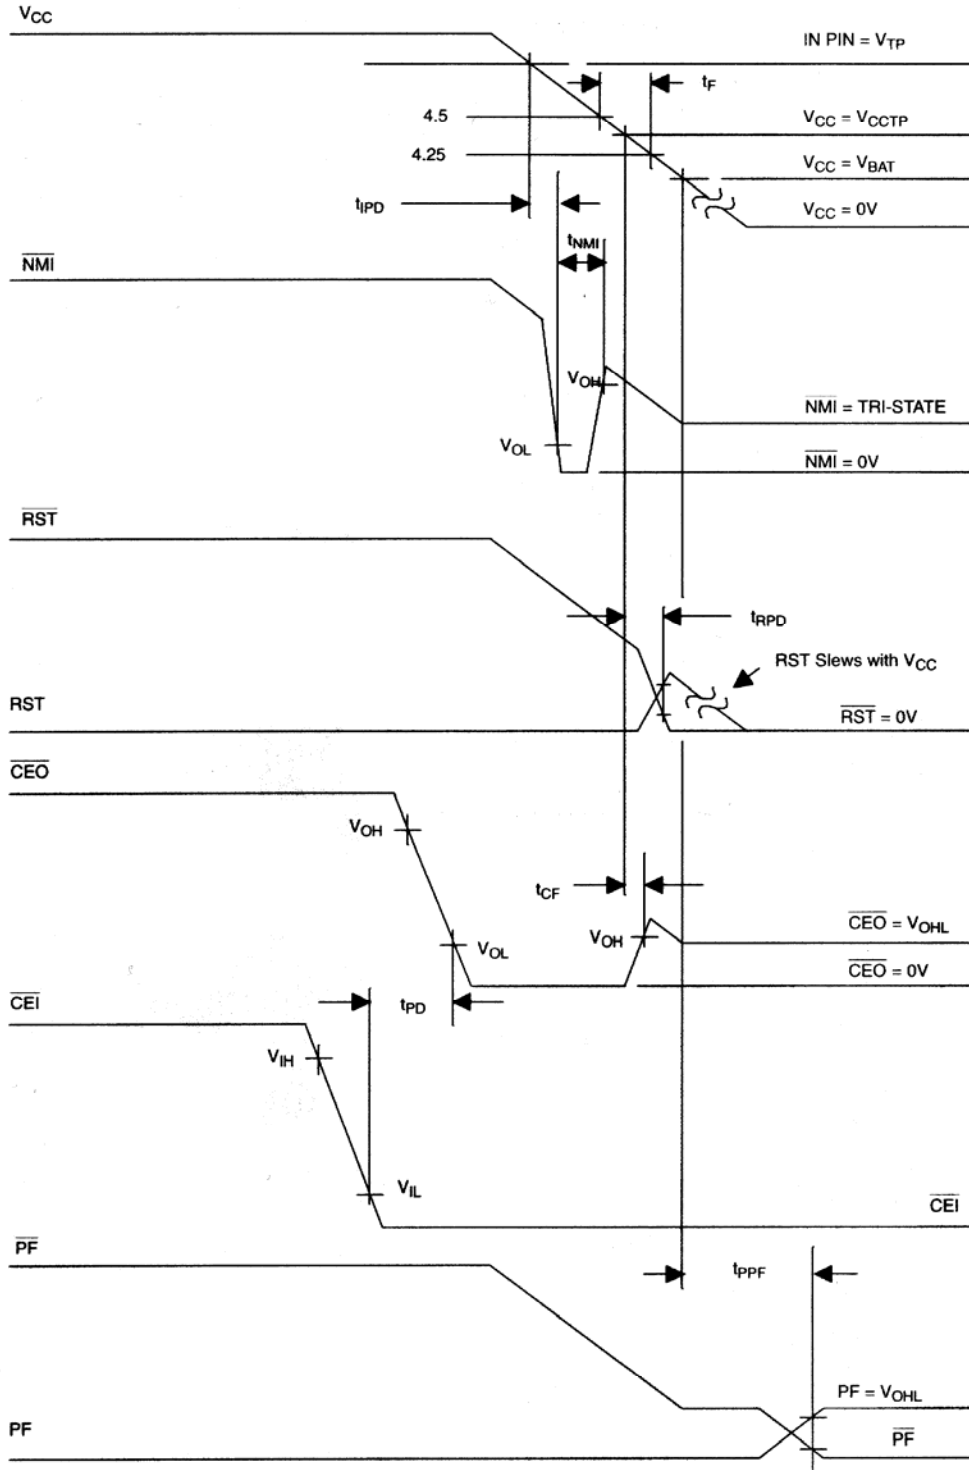 VCC
IN PIN = VTP
tF
4.5
VCC = VCCTP
4.25
VCC = VBAT
tIPD
VCC = 0V
tNMI
NMI
VOH
NMI = TRI-STATE
VOL
NMI = 0V
RST
tRPD
RST Slews with VCC
RST
RST = 0V
CEO
VOH
tCF
CEO = VOHL
VOH
VOL
CEO = 0V
CEI
tPD
VIH
VIL
CEI
PF
tPPF
PF = VOHL
PF
PF